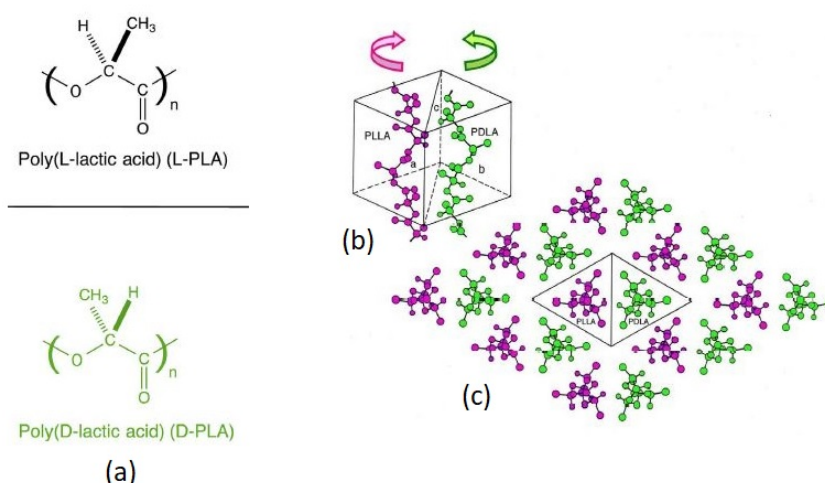 H
CH3
C
O
C
O
( )n
Poly(L-lactic acid) (L-PLA)
CH3
H
C
O
C
O
( )n
Poly(D-lactic acid) (D-PLA)
(a)
PLLA
c
PDLA
a
b
(b)
PLLA
PDLA
(c)